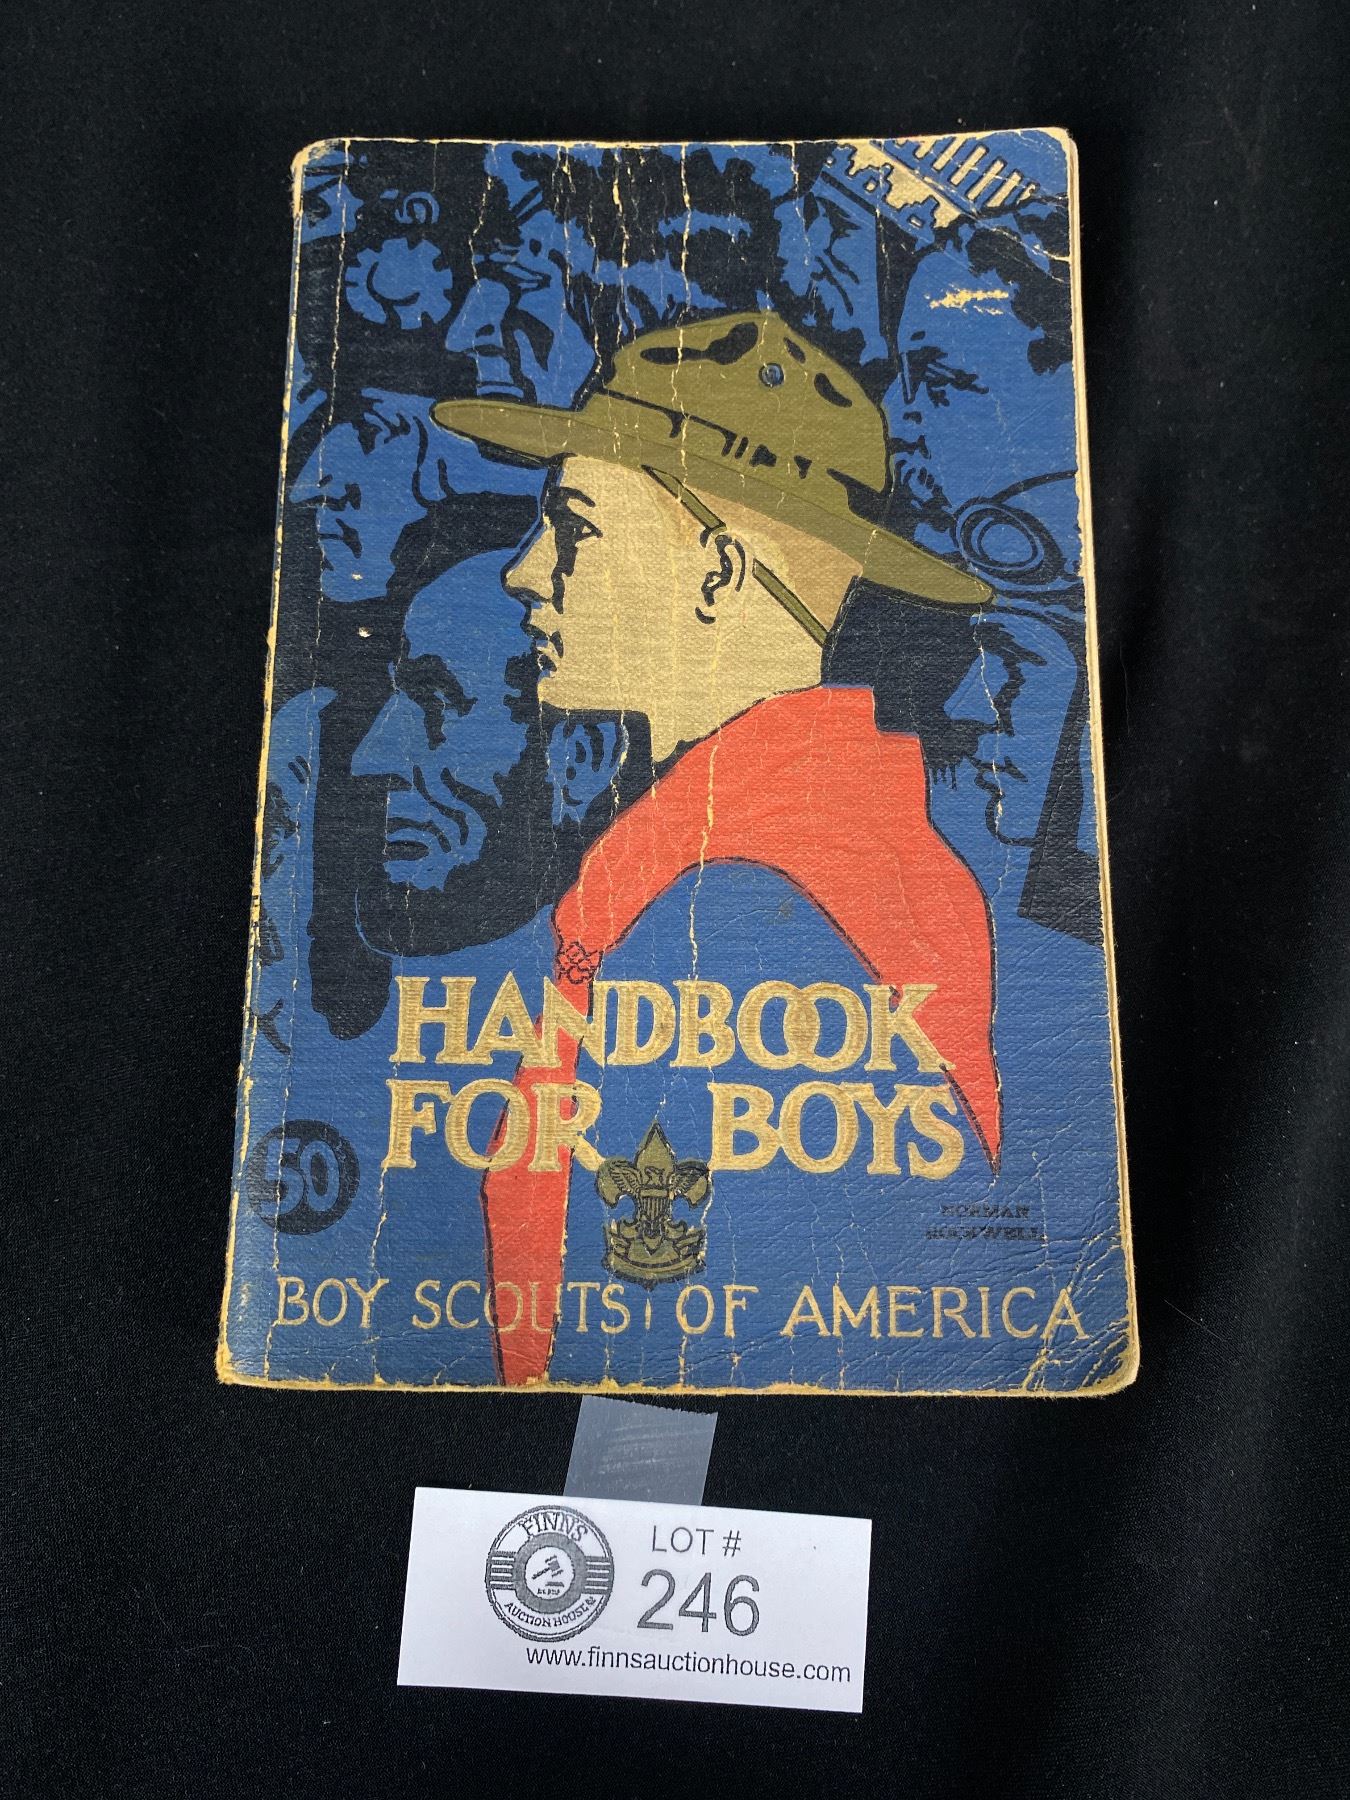 HANDBOOK
FOR BOYS
50
NORMAN
ROCKWELL
BOY SCOUTS OF AMERICA
FINNS
AUCTION HOUSE
LOT #
246
www.finnsauctionhouse.com